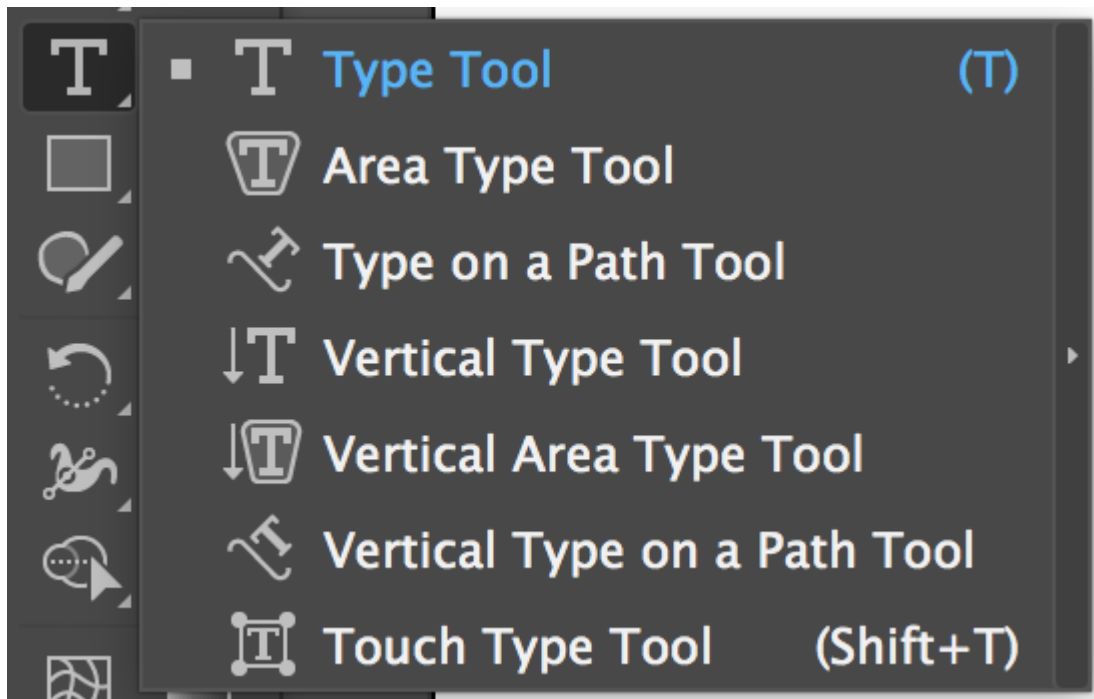 Type Tool (T)
Area Type Tool
Type on a Path Tool
Vertical Type Tool
Vertical Area Type Tool
Vertical Type on a Path Tool
Touch Type Tool (Shift+T)